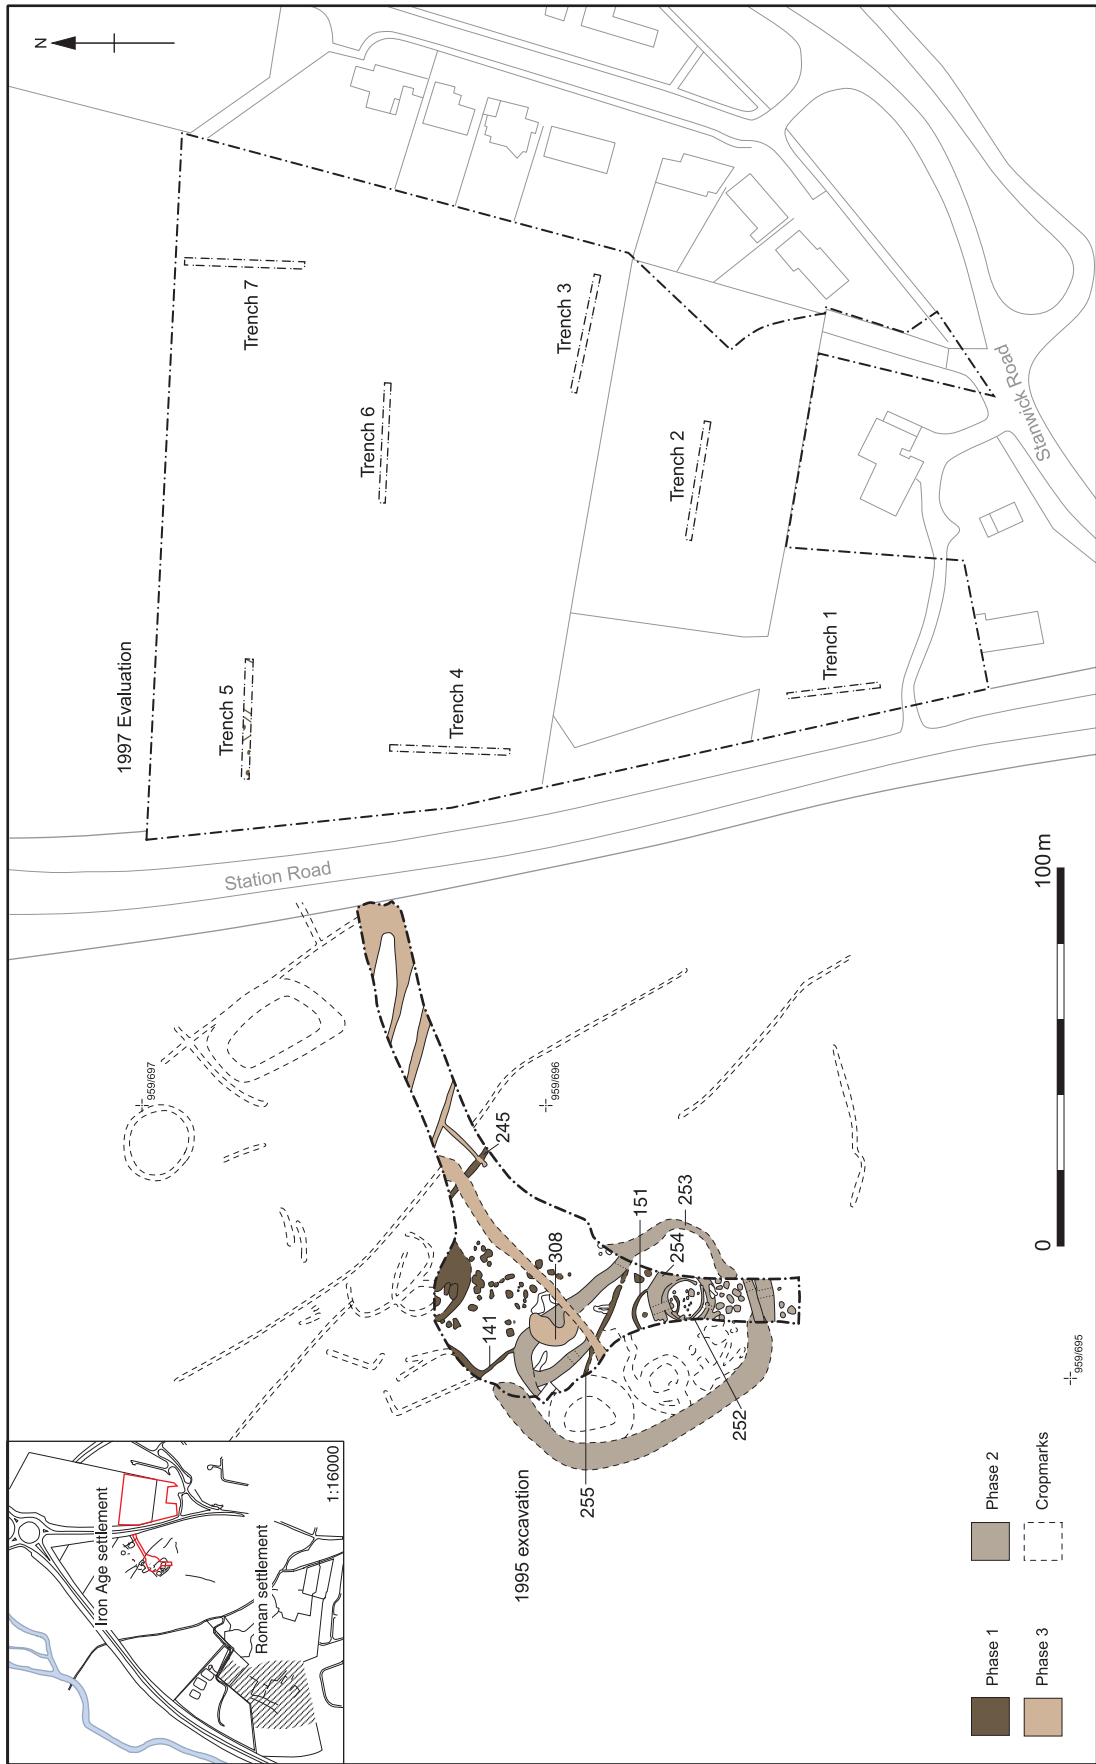 Iron Age settlement
Roman settlement
1:16000
N
1997 Evaluation
Trench 5
Trench 7
Trench 6
Trench 4
Trench 3
Trench 2
Trench 1
Station Road
Stanwick Road
959/697
959/696
959/695
245
141
308
151
253
254
255
252
1995 excavation
Phase 1
Phase 2
Phase 3
Cropmarks
0
100 m